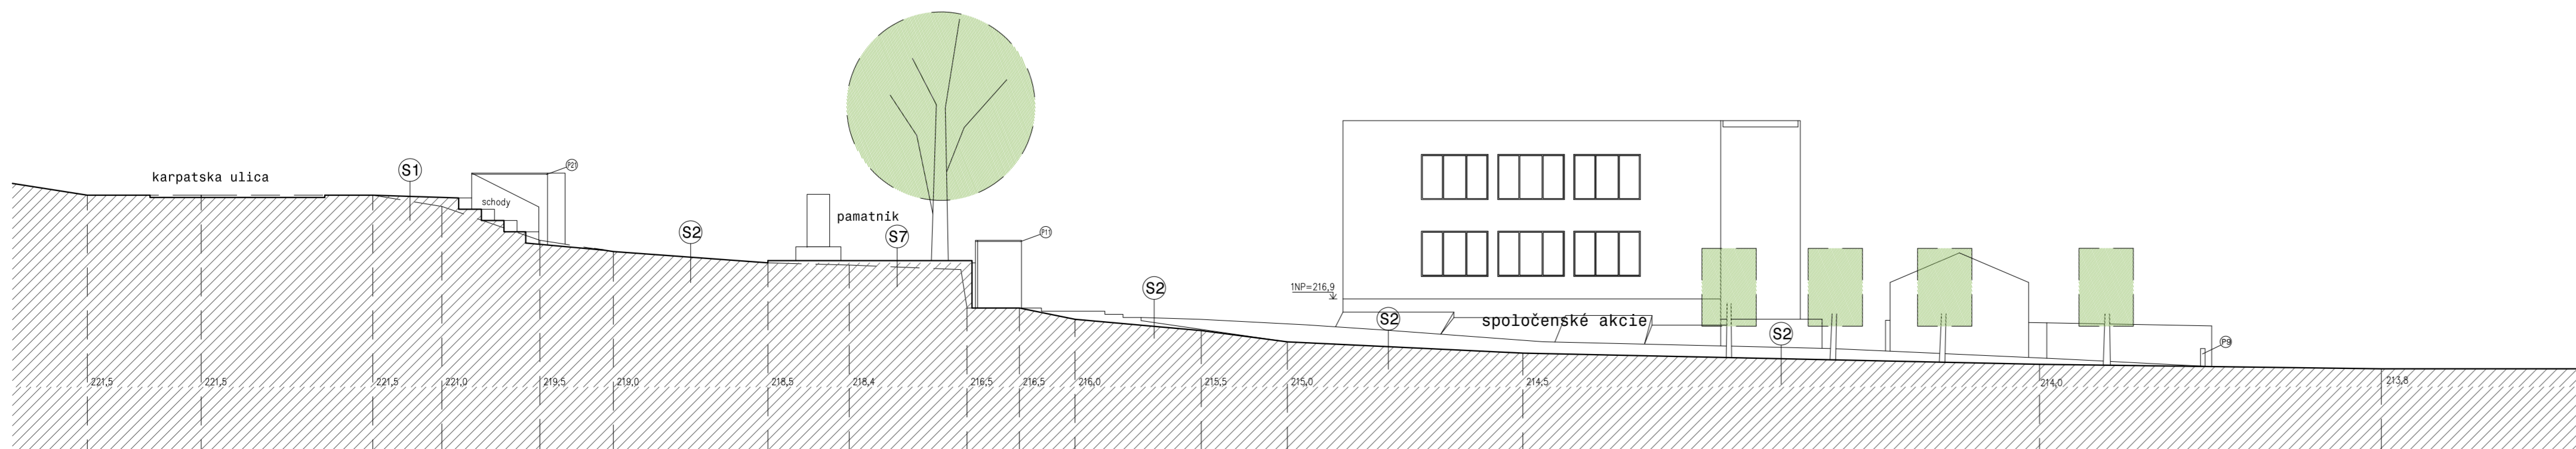 karpatska ulica
S1
P21
schody
S2
pamatník
S7
P11
S2
1NP=216,9
S2
spoločenské akcie
S2
P9
221,5
221,5
221,5
221,0
219,5
219,0
218,5
218,4
216,5
216,5
216,0
215,5
215,0
214,5
214,0
213,8